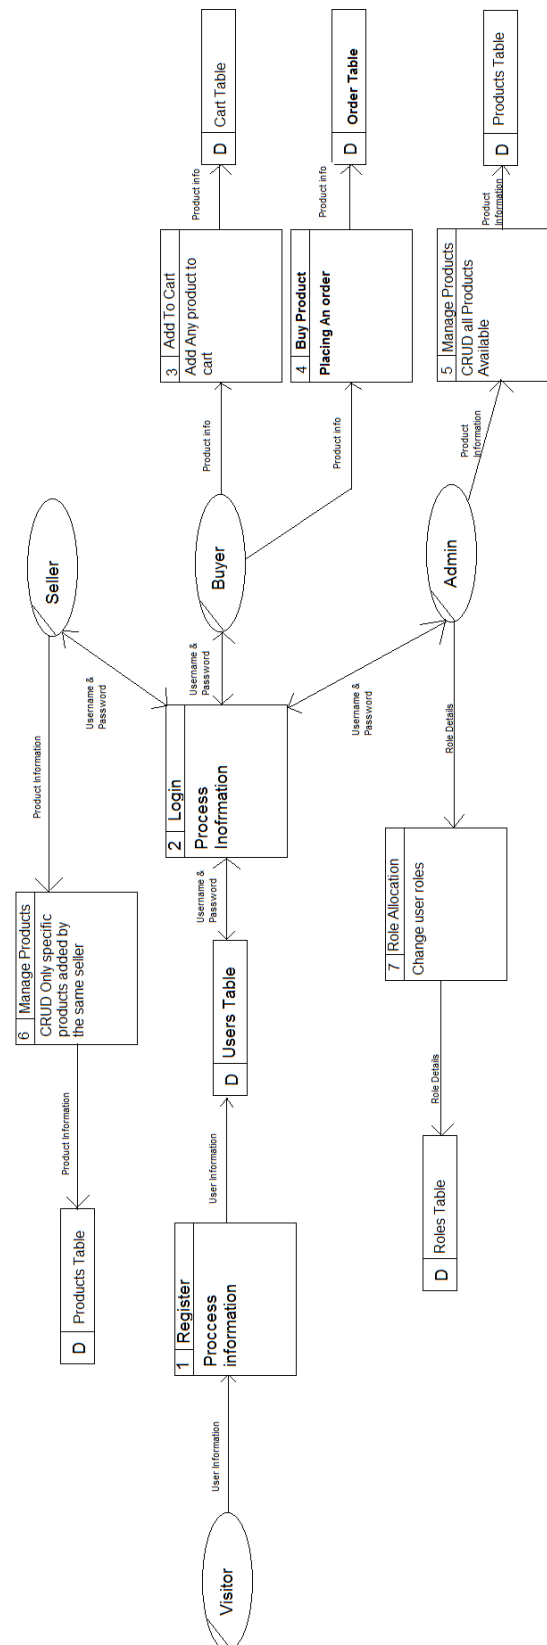 Visitor
User Information
1 Register
Proccess
information
User Information
D Users Table
Username &
Password
2 Login
Process
Inofrmation
Username &
Password
Seller
Product Information
6 Manage Products
CRUD Only specific
products added by
the same seller
Product Information
D Products Table
Username &
Password
Buyer
Product info
3 Add To Cart
Add Any product to
cart
Product info
D Cart Table
Product info
4 Buy Product
Placing An order
Product info
D Order Table
Username &
Password
Admin
Product
Information
5 Manage Products
CRUD all Products
Available
Product
Information
D Products Table
Role Details
7 Role Allocation
Change user roles
Role Details
D Roles Table